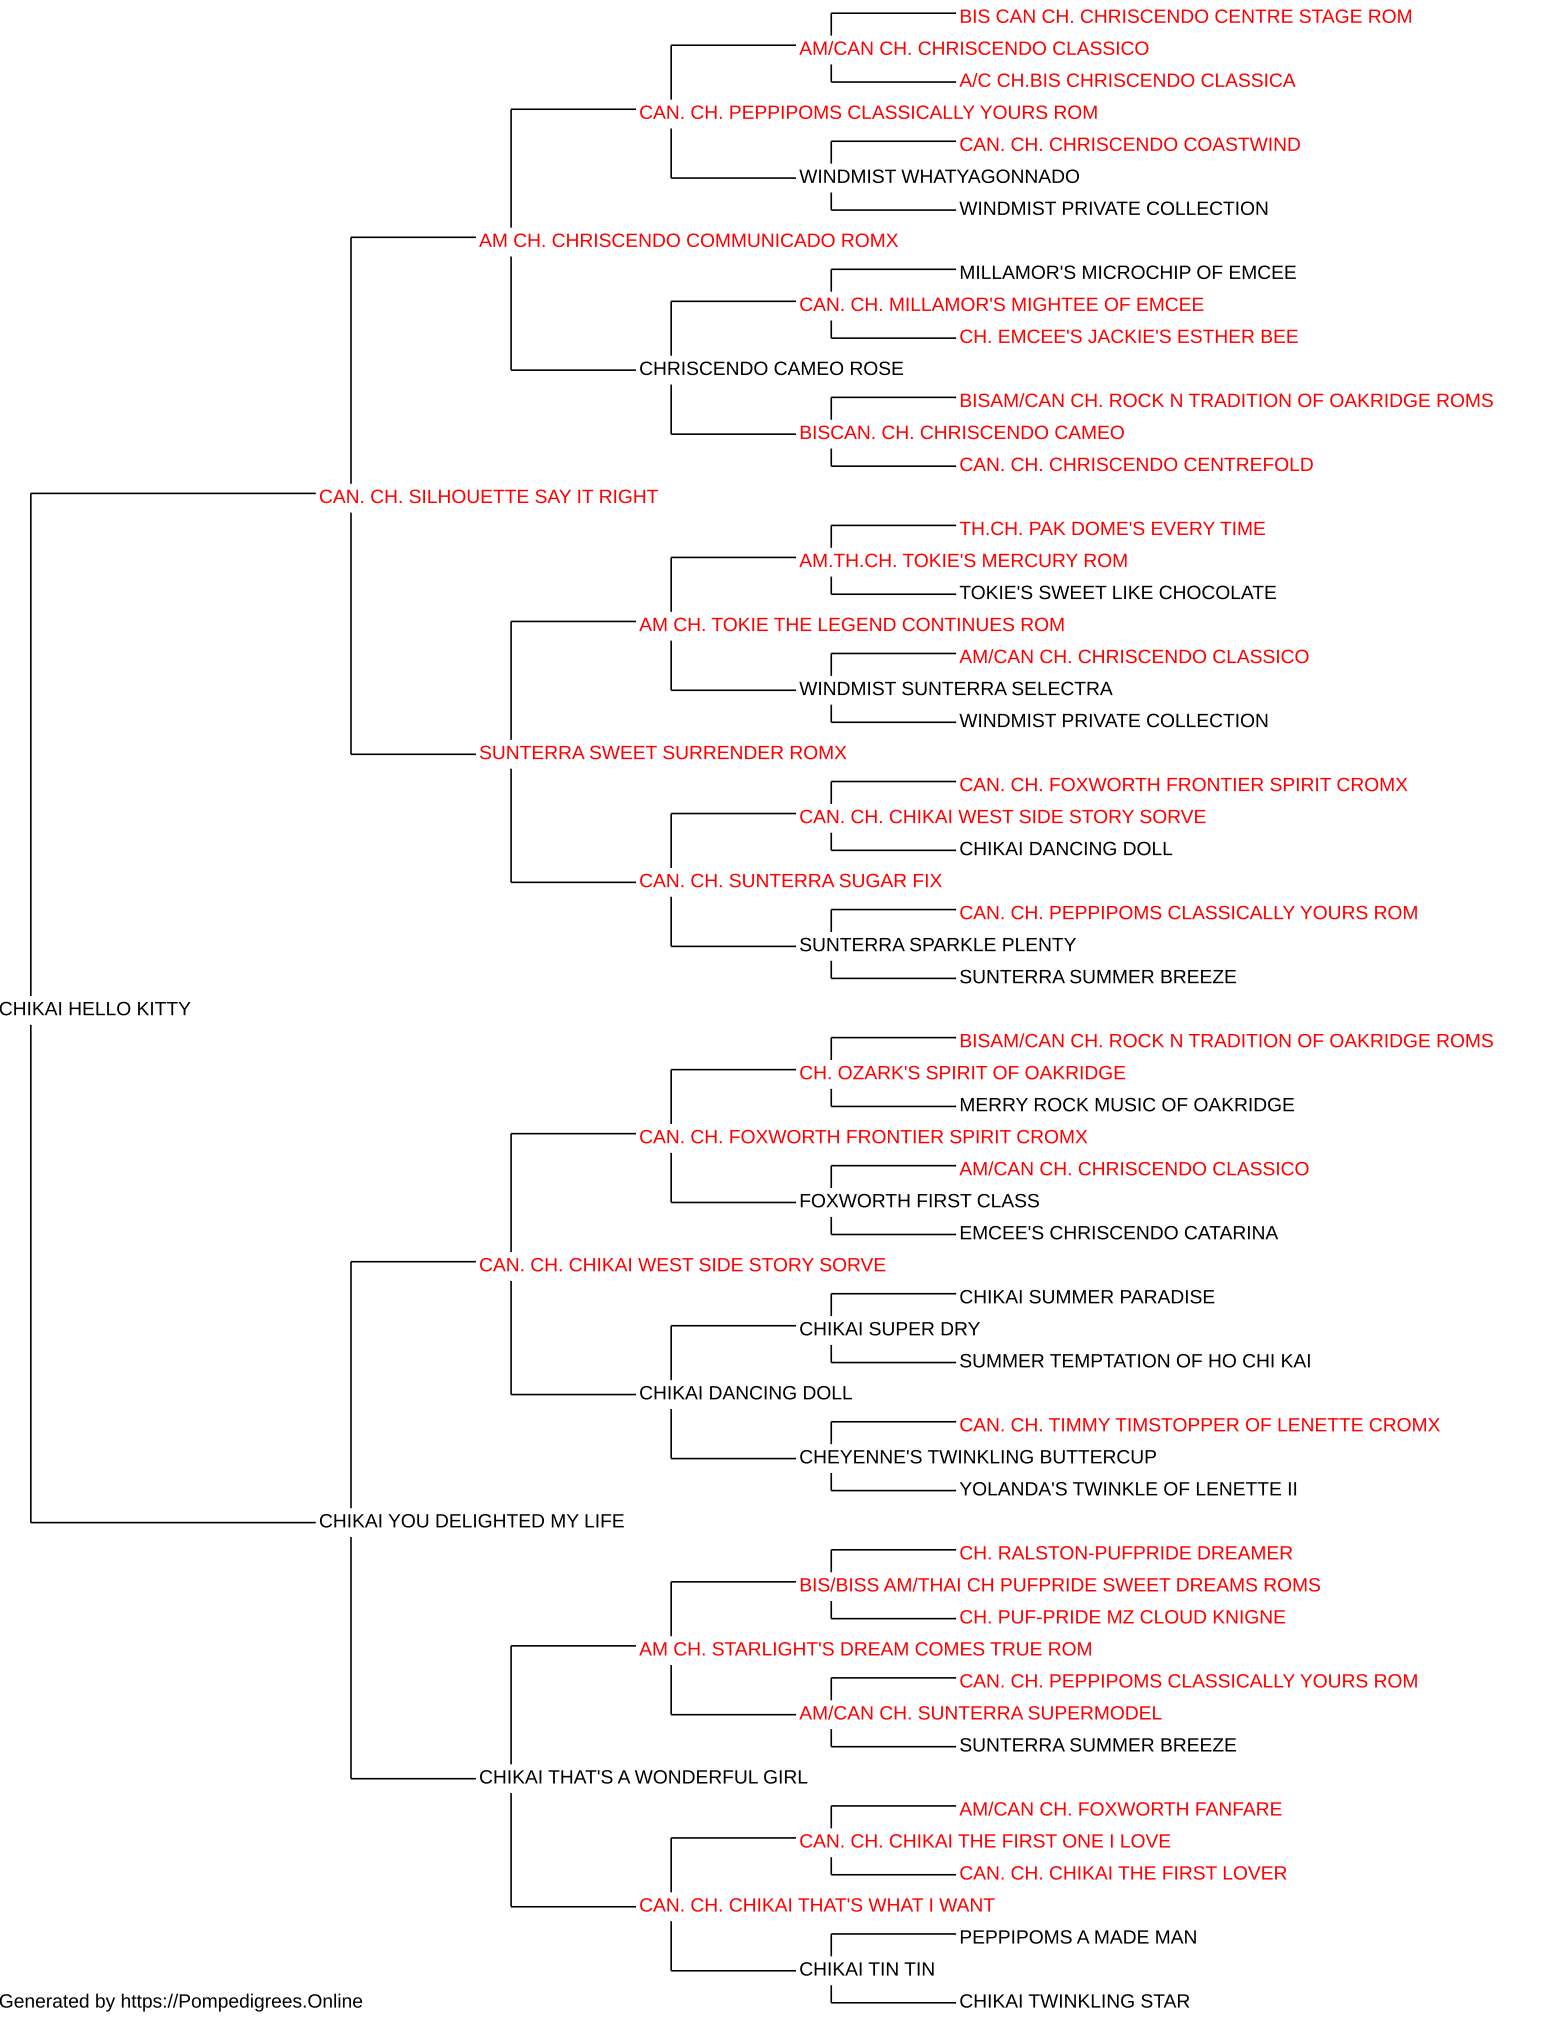 BIS CAN CH. CHRISCENDO CENTRE STAGE ROM
AM/CAN CH. CHRISCENDO CLASSICO
A/C CH.BIS CHRISCENDO CLASSICA
CAN. CH. PEPPIPOMS CLASSICALLY YOURS ROM
CAN. CH. CHRISCENDO COASTWIND
WINDMIST WHATYAGONNADO
WINDMIST PRIVATE COLLECTION
AM CH. CHRISCENDO COMMUNICADO ROMX
MILLAMOR'S MICROCHIP OF EMCEE
CAN. CH. MILLAMOR'S MIGHTEE OF EMCEE
CH. EMCEE'S JACKIE'S ESTHER BEE
CHRISCENDO CAMEO ROSE
BISAM/CAN CH. ROCK N TRADITION OF OAKRIDGE ROMS
BISCAN. CH. CHRISCENDO CAMEO
CAN. CH. CHRISCENDO CENTREFOLD
CAN. CH. SILHOUETTE SAY IT RIGHT
TH.CH. PAK DOME'S EVERY TIME
AM.TH.CH. TOKIE'S MERCURY ROM
TOKIE'S SWEET LIKE CHOCOLATE
AM CH. TOKIE THE LEGEND CONTINUES ROM
AM/CAN CH. CHRISCENDO CLASSICO
WINDMIST SUNTERRA SELECTRA
WINDMIST PRIVATE COLLECTION
SUNTERRA SWEET SURRENDER ROMX
CAN. CH. FOXWORTH FRONTIER SPIRIT CROMX
CAN. CH. CHIKAI WEST SIDE STORY SORVE
CHIKAI DANCING DOLL
CAN. CH. SUNTERRA SUGAR FIX
CAN. CH. PEPPIPOMS CLASSICALLY YOURS ROM
SUNTERRA SPARKLE PLENTY
SUNTERRA SUMMER BREEZE
CHIKAI HELLO KITTY
BISAM/CAN CH. ROCK N TRADITION OF OAKRIDGE ROMS
CH. OZARK'S SPIRIT OF OAKRIDGE
MERRY ROCK MUSIC OF OAKRIDGE
CAN. CH. FOXWORTH FRONTIER SPIRIT CROMX
AM/CAN CH. CHRISCENDO CLASSICO
FOXWORTH FIRST CLASS
EMCEE'S CHRISCENDO CATARINA
CAN. CH. CHIKAI WEST SIDE STORY SORVE
CHIKAI SUMMER PARADISE
CHIKAI SUPER DRY
SUMMER TEMPTATION OF HO CHI KAI
CHIKAI DANCING DOLL
CAN. CH. TIMMY TIMSTOPPER OF LENETTE CROMX
CHEYENNE'S TWINKLING BUTTERCUP
YOLANDA'S TWINKLE OF LENETTE II
CHIKAI YOU DELIGHTED MY LIFE
CH. RALSTON-PUFPRIDE DREAMER
BIS/BISS AM/THAI CH PUFPRIDE SWEET DREAMS ROMS
CH. PUF-PRIDE MZ CLOUD KNIGNE
AM CH. STARLIGHT'S DREAM COMES TRUE ROM
CAN. CH. PEPPIPOMS CLASSICALLY YOURS ROM
AM/CAN CH. SUNTERRA SUPERMODEL
SUNTERRA SUMMER BREEZE
CHIKAI THAT'S A WONDERFUL GIRL
AM/CAN CH. FOXWORTH FANFARE
CAN. CH. CHIKAI THE FIRST ONE I LOVE
CAN. CH. CHIKAI THE FIRST LOVER
CAN. CH. CHIKAI THAT'S WHAT I WANT
PEPPIPOMS A MADE MAN
CHIKAI TIN TIN
CHIKAI TWINKLING STAR
Generated by https://Pompedigrees.Online